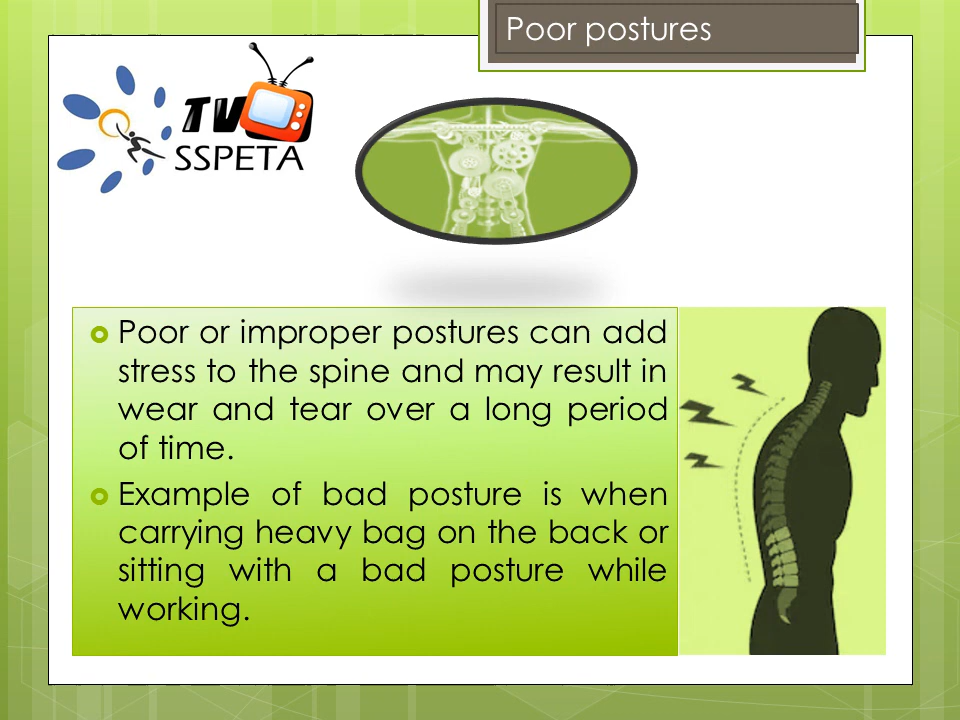 Poor postures
TV
SSPETA
Poor or improper postures can add
stress to the spine and may result in
wear and tear over a long period
of time.
Example of bad posture is when
carrying heavy bag on the back or
sitting with a bad posture while
working.